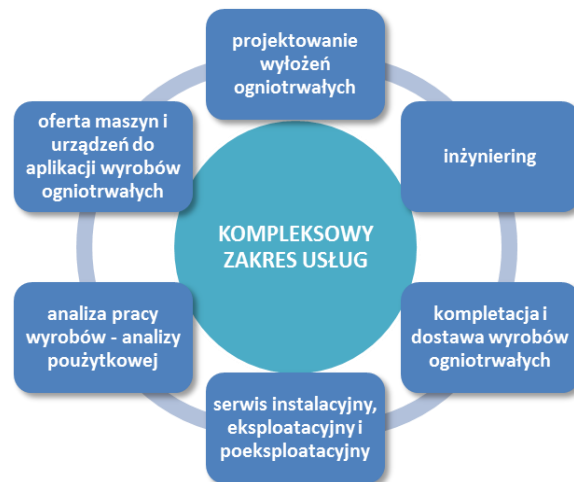 projektowanie
wyłożeń
ogniotrwałych
oferta maszyn i
urządzeń do
aplikacji wyrobów
ogniotrwałych
inżyniering
KOMPLEKSOWY
ZAKRES USŁUG
analiza pracy
wyrobów - analizy
poużytkowej
kompletacja i
dostawa wyrobów
ogniotrwałych
serwis instalacyjny,
eksploatacyjny i
poeksploatacyjny